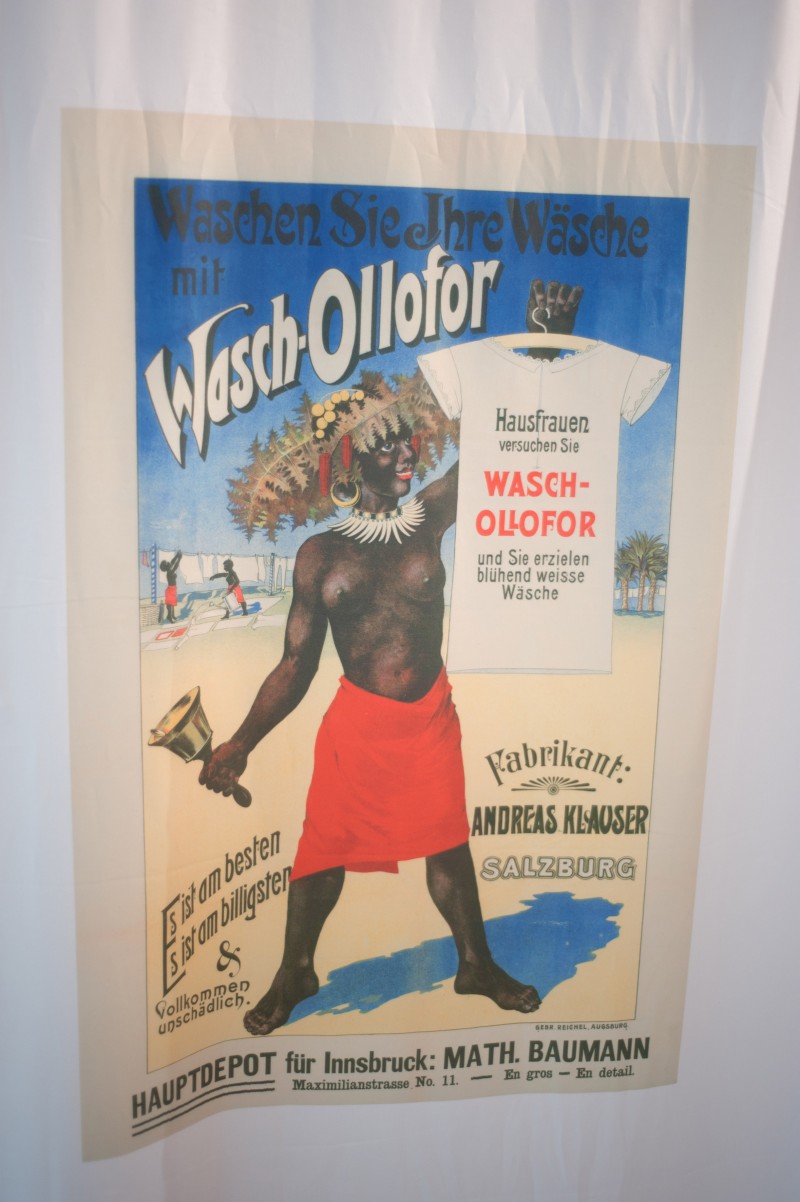 Waschen Sie Ihre Wäsche
mit
Wasch-Ollofor
Hausfrauen
versuchen Sie
WASCH-
OLLOFOR
und Sie erzielen
blühend weisse
Wäsche
Fabrikant:
ANDREAS KLAUSER
SALZBURG
Es ist am besten
Es ist am billigsten
&
Vollkommen
unschädlich.
GEBR. REICHEL, AUGSBURG
HAUPTDEPOT für Innsbruck: MATH. BAUMANN
Maximilianstrasse No. 11. — En gros — En detail.